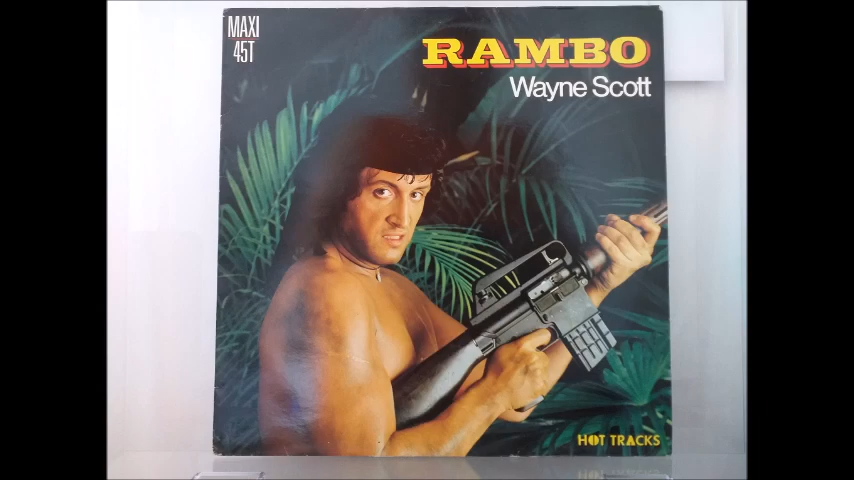 MAXI
45T
RAMBO
Wayne Scott
HOT TRACKS